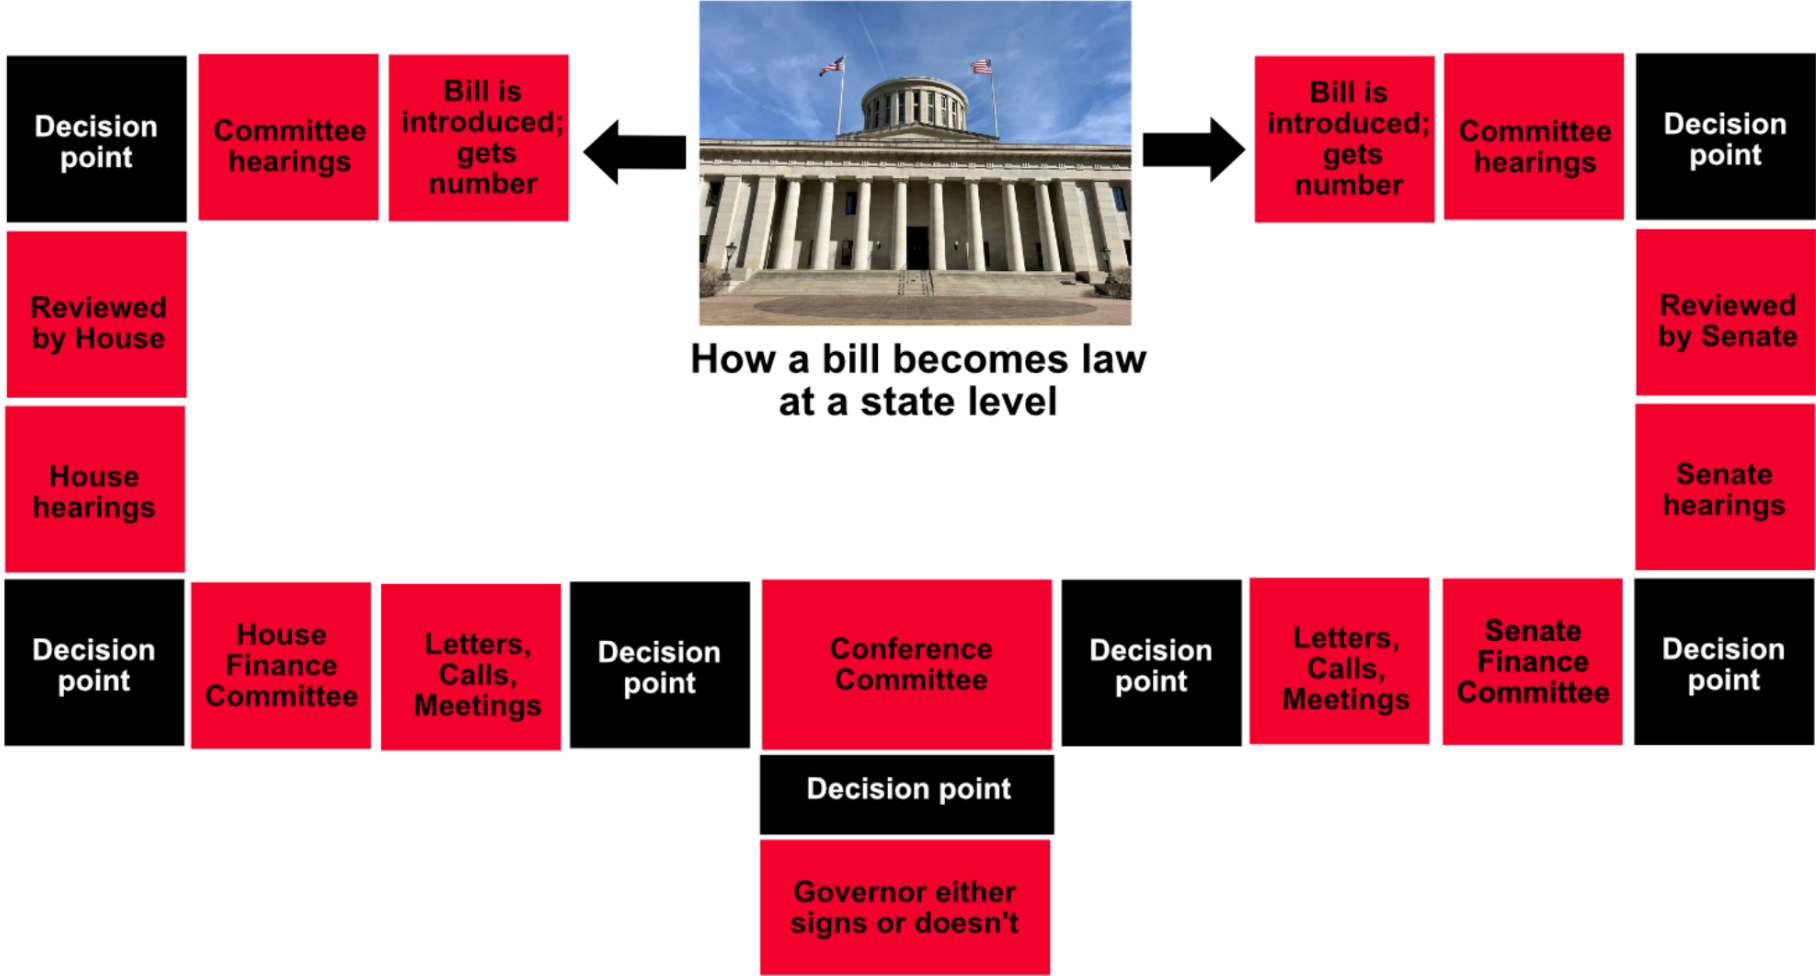 Decision
point
Committee
hearings
Bill is
introduced;
gets
number
Bill is
introduced;
gets
number
Committee
hearings
Decision
point
How a bill becomes law
at a state level
Reviewed
by House
Reviewed
by Senate
House
hearings
Senate
hearings
Decision
point
House
Finance
Committee
Letters,
Calls,
Meetings
Decision
point
Conference
Committee
Decision
point
Letters,
Calls,
Meetings
Senate
Finance
Committee
Decision
point
Decision point
Governor either
signs or doesn't